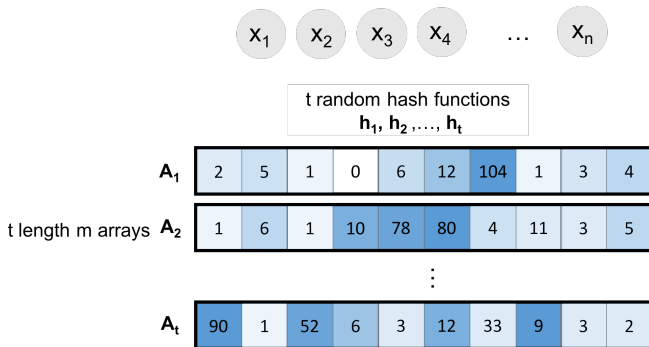 x1 x2 x3 x4 … xn
t random hash functions
h1, h2 ,…, ht
A1 2 5 1 0 6 12 104 1 3 4
t length m arrays A2 1 6 1 10 78 80 4 11 3 5
⋮
At 90 1 52 6 3 12 33 9 3 2